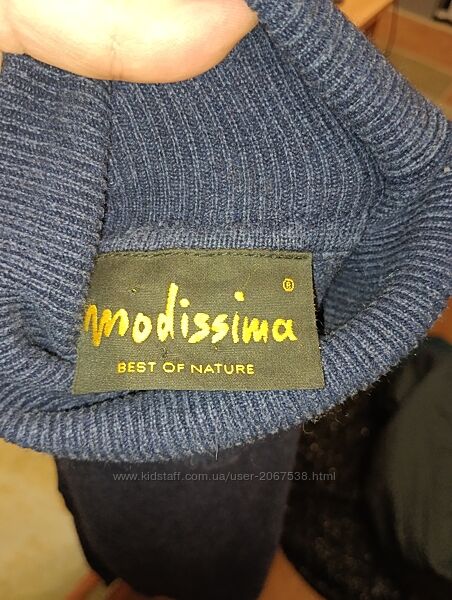 ®
modissima
BEST OF NATURE
www.kidstaff.com.ua/user-2067538.html